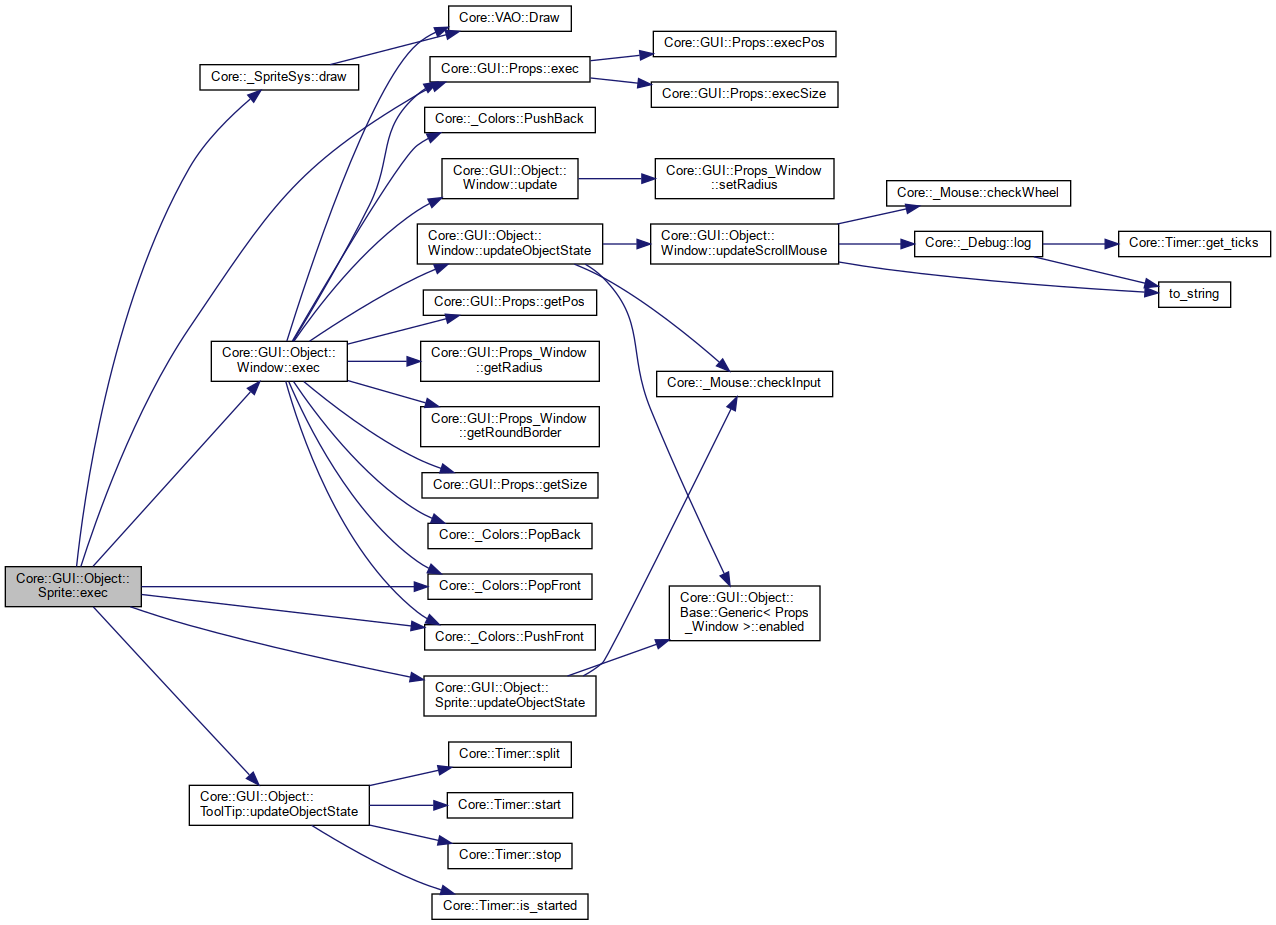 Core::VAO::Draw
Core::GUI::Props::execPos
Core::_SpriteSys::draw
Core::GUI::Props::exec
Core::GUI::Props::execSize
Core::_Colors::PushBack
Core::GUI::Object::
Window::update
Core::GUI::Props_Window
::setRadius
Core::_Mouse::checkWheel
Core::GUI::Object::
Window::updateObjectState
Core::GUI::Object::
Window::updateScrollMouse
Core::_Debug::log
Core::Timer::get_ticks
to_string
Core::GUI::Props::getPos
Core::GUI::Object::
Window::exec
Core::GUI::Props_Window
::getRadius
Core::_Mouse::checkInput
Core::GUI::Props_Window
::getRoundBorder
Core::GUI::Props::getSize
Core::_Colors::PopBack
Core::GUI::Object::
Sprite::exec
Core::_Colors::PopFront
Core::GUI::Object::
Base::Generic< Props
_Window >::enabled
Core::_Colors::PushFront
Core::GUI::Object::
Sprite::updateObjectState
Core::Timer::split
Core::GUI::Object::
ToolTip::updateObjectState
Core::Timer::start
Core::Timer::stop
Core::Timer::is_started